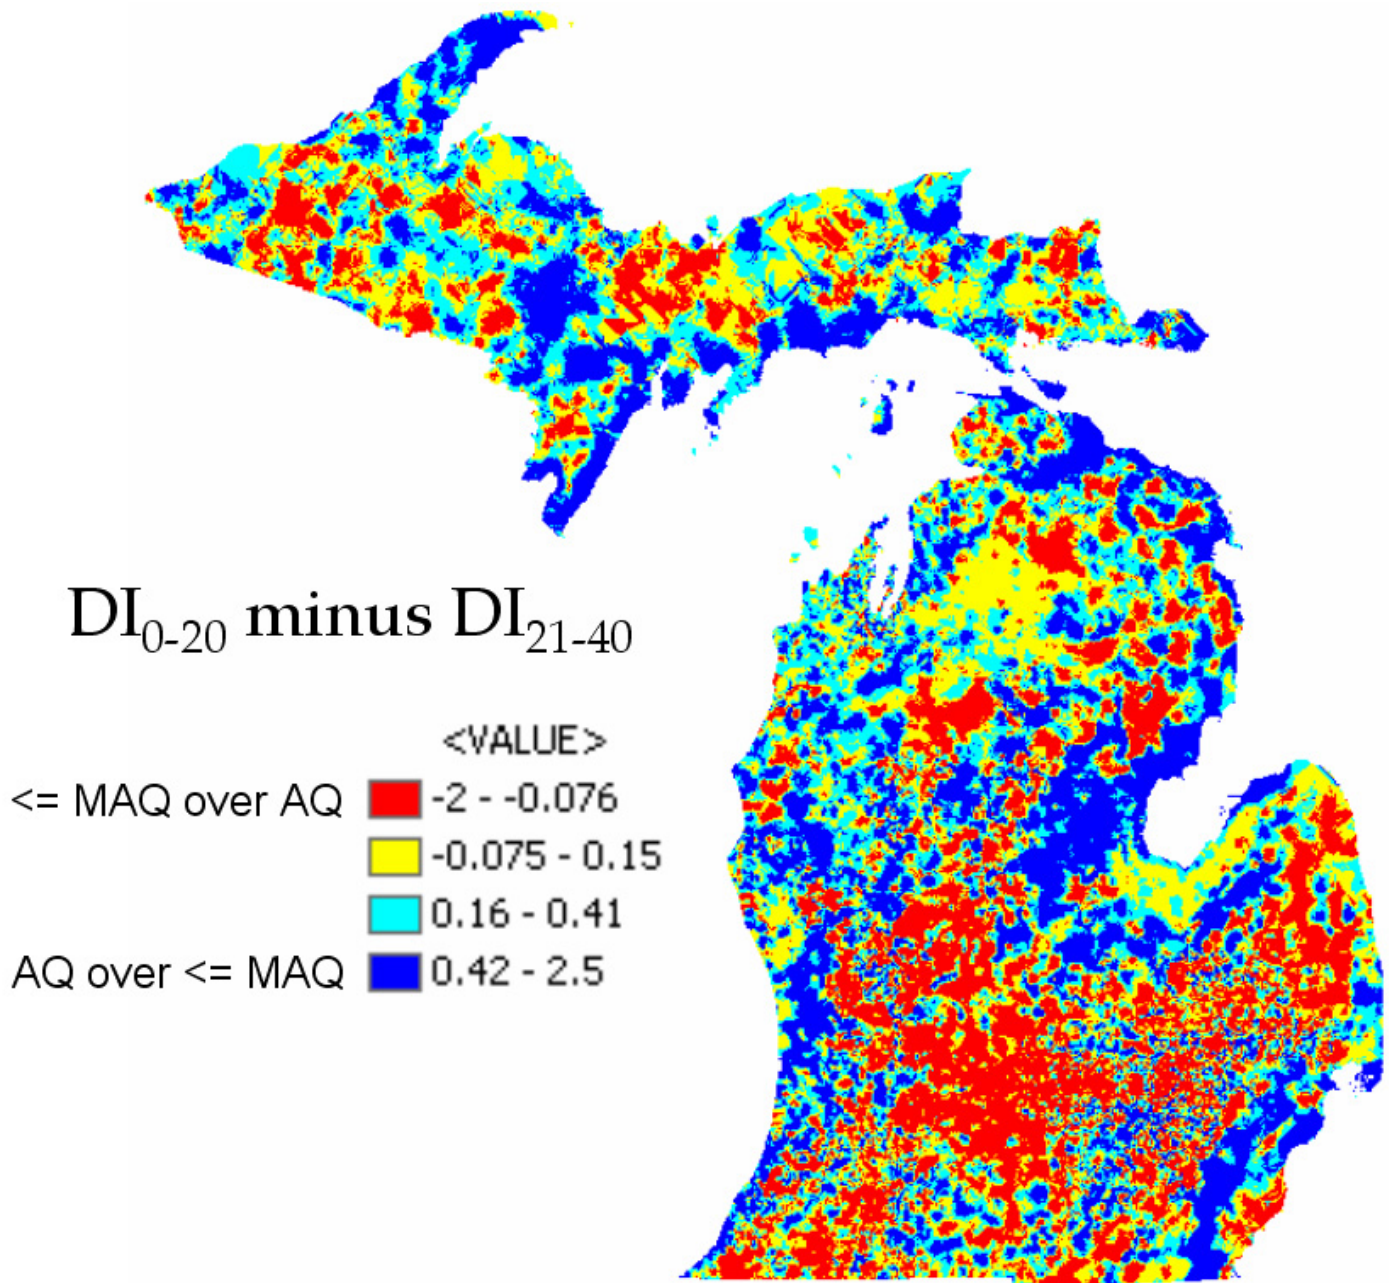 DI0-20 minus DI21-40
<VALUE>
<= MAQ over AQ -2 - -0.076
-0.075 - 0.15
0.16 - 0.41
AQ over <= MAQ 0.42 - 2.5